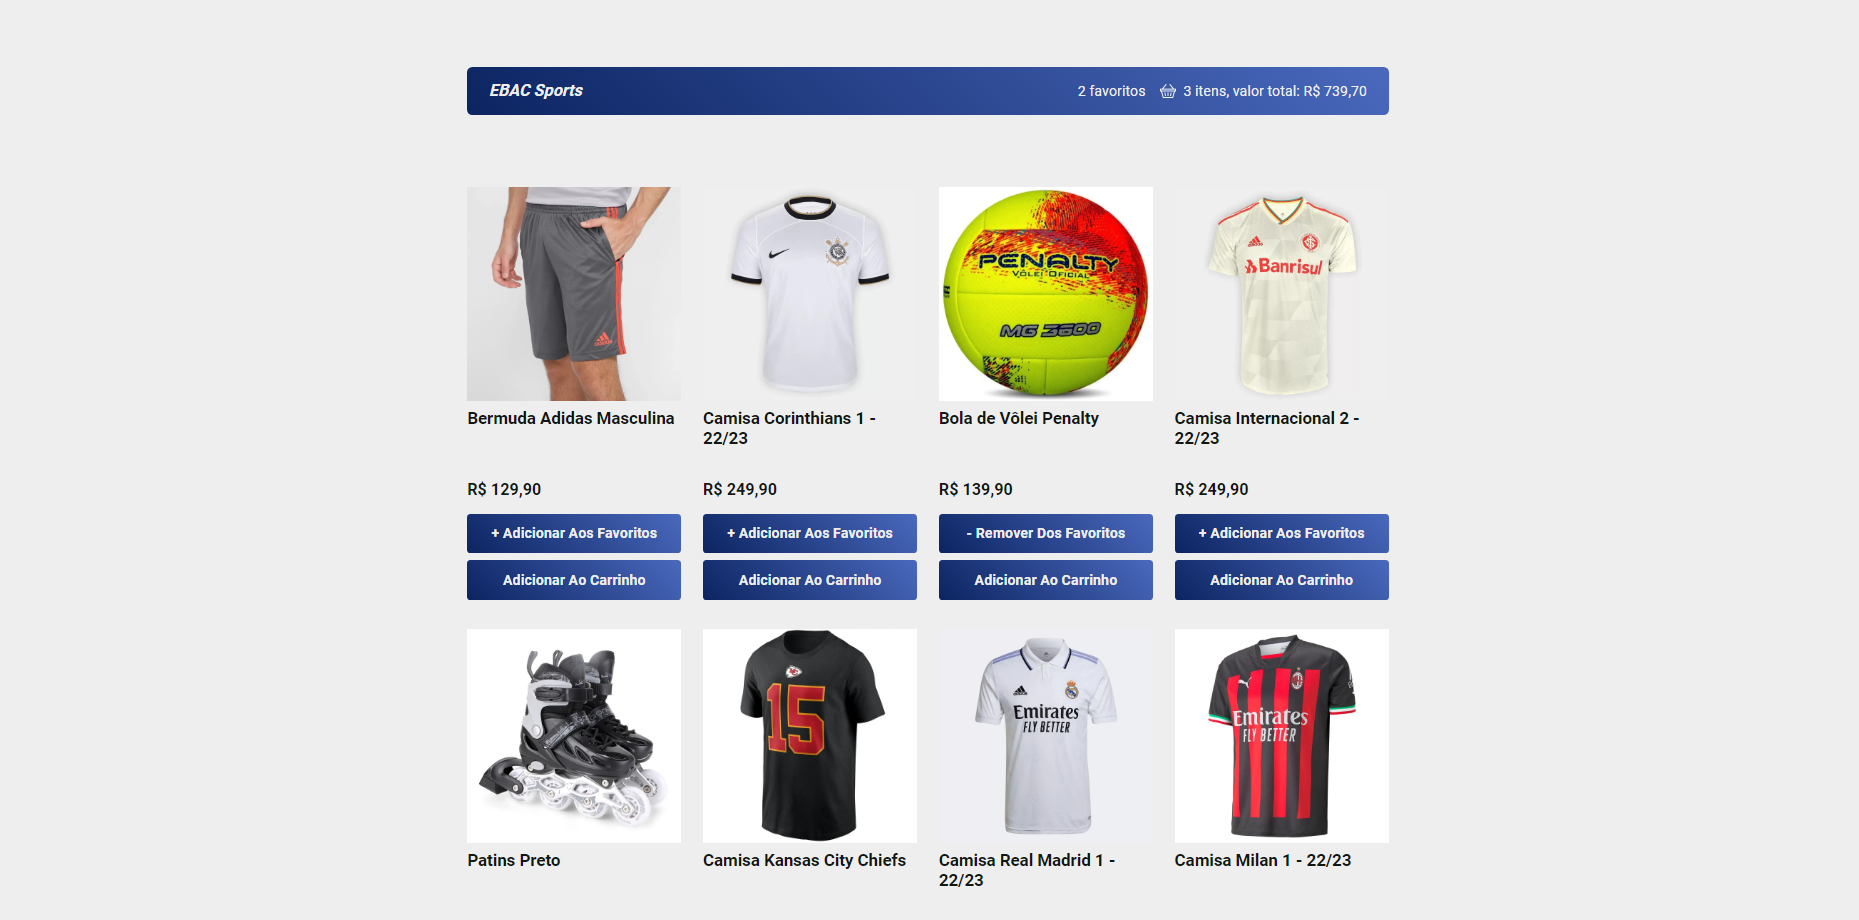 EBAC Sports
2 favoritos 3 itens, valor total: R$ 739,70
adidas
PENALTY
VÔLEI OFICIAL
MG 3600
Banrisul
Bermuda Adidas Masculina
Camisa Corinthians 1 -
22/23
Bola de Vôlei Penalty
Camisa Internacional 2 -
22/23
R$ 129,90
R$ 249,90
R$ 139,90
R$ 249,90
+ Adicionar Aos Favoritos
+ Adicionar Aos Favoritos
- Remover Dos Favoritos
+ Adicionar Aos Favoritos
Adicionar Ao Carrinho
Adicionar Ao Carrinho
Adicionar Ao Carrinho
Adicionar Ao Carrinho
15
Emirates
FLY BETTER
Emirates
FLY BETTER
Patins Preto
Camisa Kansas City Chiefs
Camisa Real Madrid 1 -
22/23
Camisa Milan 1 - 22/23